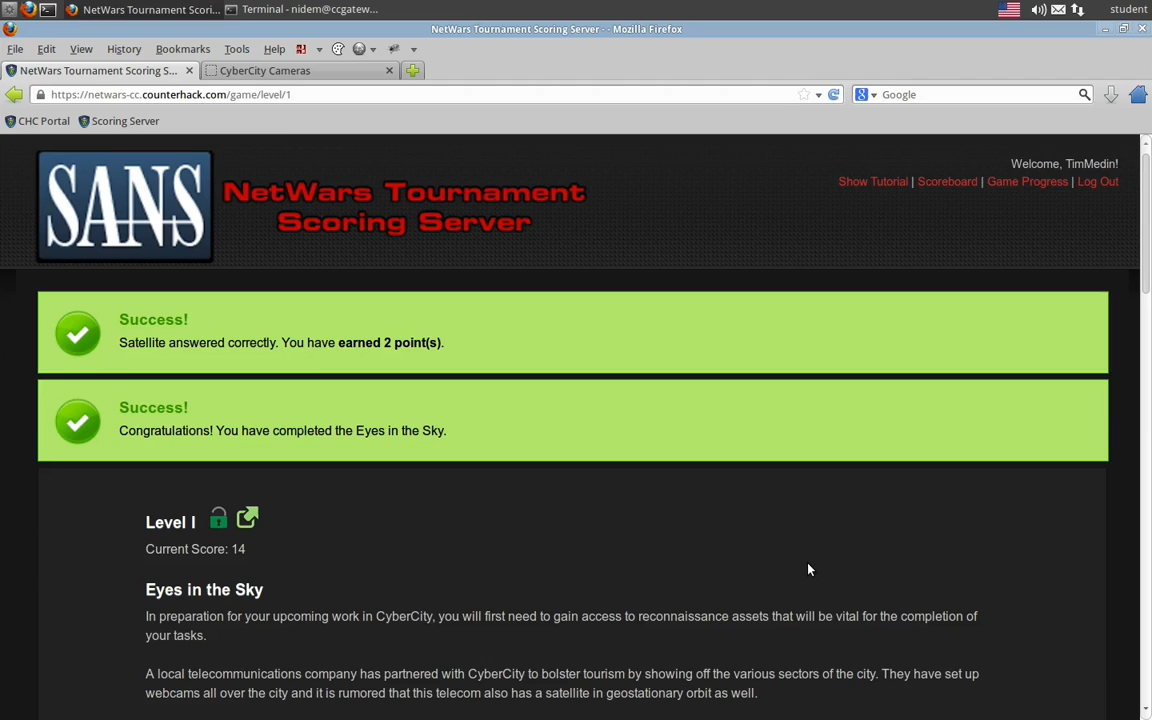 NetWars Tournament Scori... Terminal - nidem@ccgatew... student
NetWars Tournament Scoring Server - - Mozilla Firefox
File Edit View History Bookmarks Tools Help
NetWars Tournament Scoring S... CyberCity Cameras
https://netwars-cc.counterhack.com/game/level/1 Google
CHC Portal Scoring Server
Welcome, TimMedin!
Show Tutorial | Scoreboard | Game Progress | Log Out
SANS
NetWars Tournament
Scoring Server
Success!
Satellite answered correctly. You have earned 2 point(s).
Success!
Congratulations! You have completed the Eyes in the Sky.
Level I
Current Score: 14
Eyes in the Sky
In preparation for your upcoming work in CyberCity, you will first need to gain access to reconnaissance assets that will be vital for the completion of
your tasks.
A local telecommunications company has partnered with CyberCity to bolster tourism by showing off the various sectors of the city. They have set up
webcams all over the city and it is rumored that this telecom also has a satellite in geostationary orbit as well.